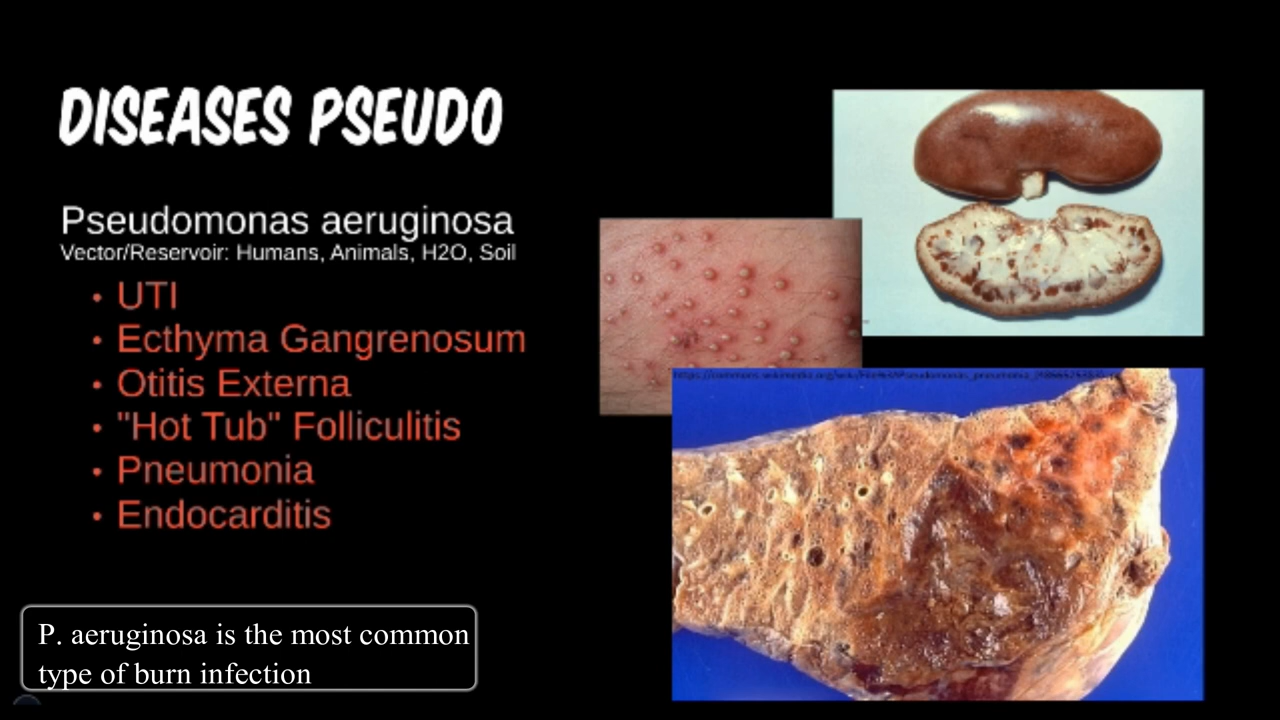 DISEASES PSEUDO
Pseudomonas aeruginosa
Vector/Reservoir: Humans, Animals, H2O, Soil
• UTI
• Ecthyma Gangrenosum
• Otitis Externa
• "Hot Tub" Folliculitis
• Pneumonia
• Endocarditis
P. aeruginosa is the most common
type of burn infection